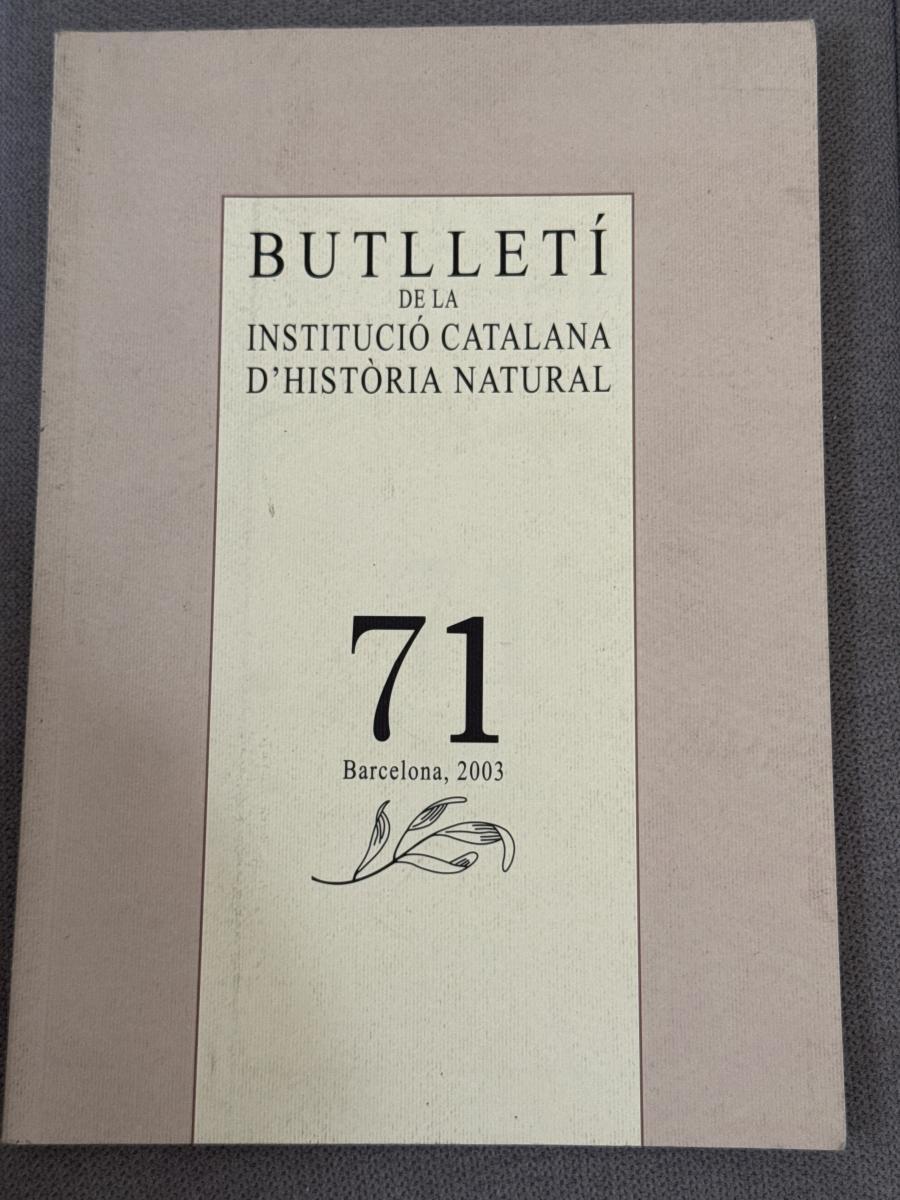 BUTLLETÍ
DE LA
INSTITUCIÓ CATALANA
D'HISTÒRIA NATURAL
71
Barcelona, 2003